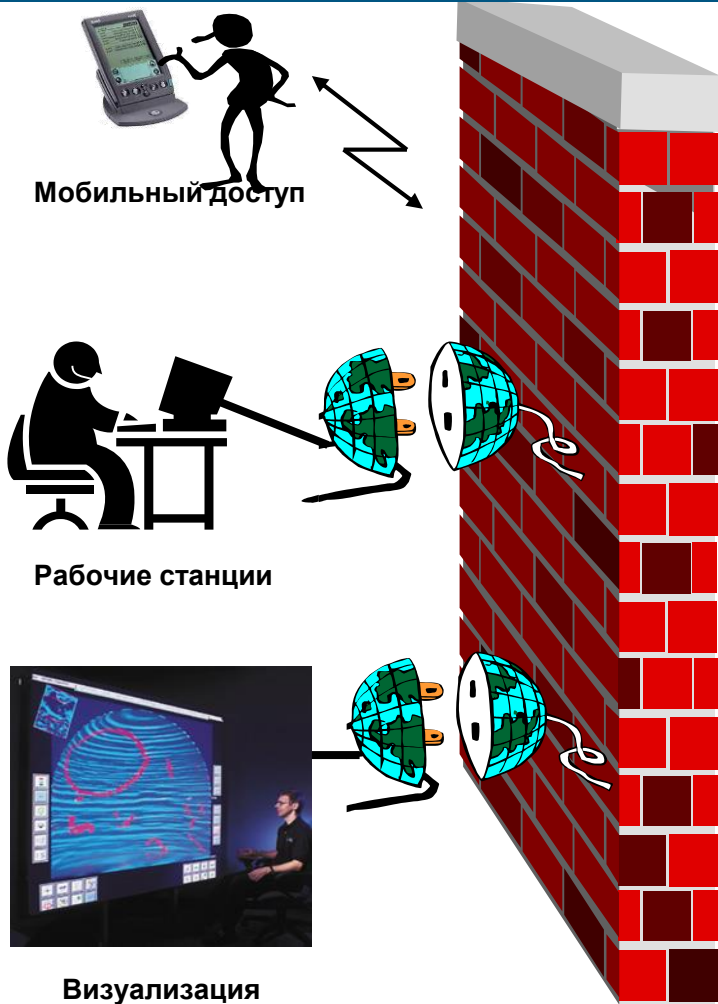 Мобильный доступ
Рабочие станции
Визуализация